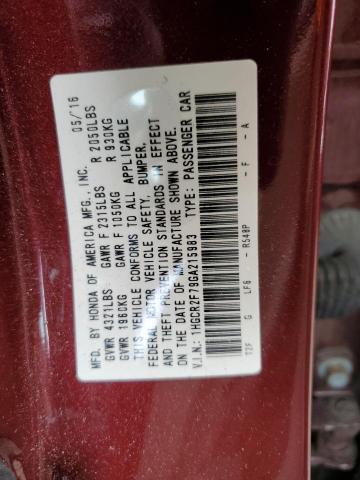 MFD. BY HONDA OF AMERICA MFG., INC. 05/16
GVWR 4321LBS GAWR F 2315LBS R 2050LBS
GVWR 1960KG GAWR F 1050KG R 930KG
THIS VEHICLE CONFORMS TO ALL APPLICABLE
FEDERAL MOTOR VEHICLE SAFETY, BUMPER,
AND THEFT PREVENTION STANDARDS IN EFFECT
ON THE DATE OF MANUFACTURE SHOWN ABOVE.
V.I.N.: 1HGCR2F79GA215983 TYPE: PASSENGER CAR
T2F G LF6 - R548P - F - A